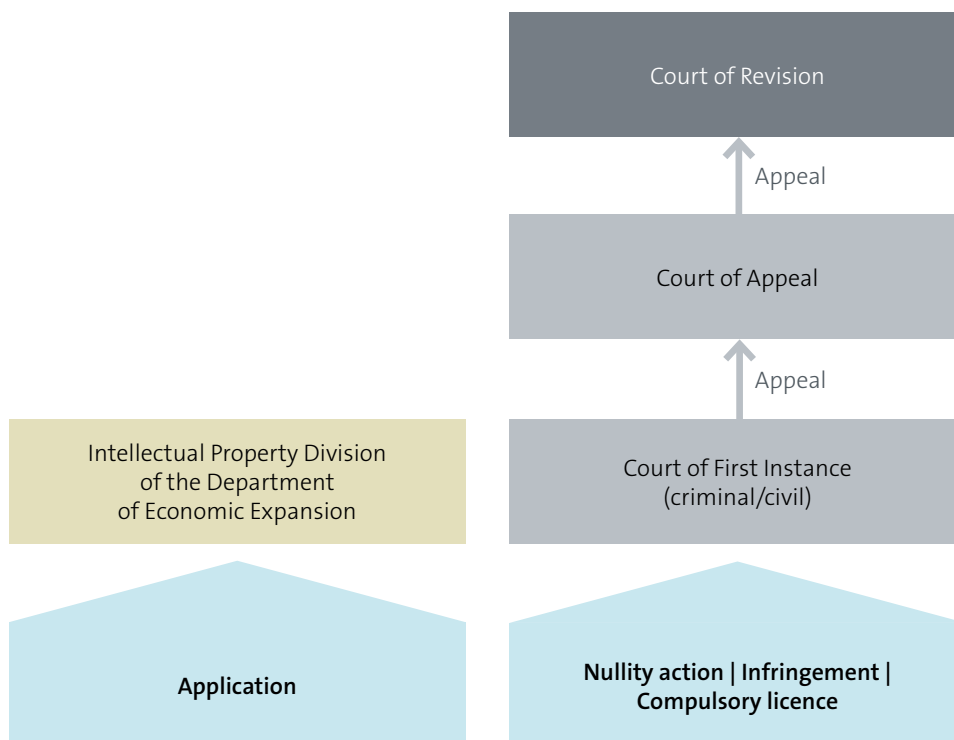 Court of Revision
Appeal
Court of Appeal
Appeal
Intellectual Property Division
of the Department
of Economic Expansion
Court of First Instance
(criminal/civil)
Application
Nullity action | Infringement |
Compulsory licence